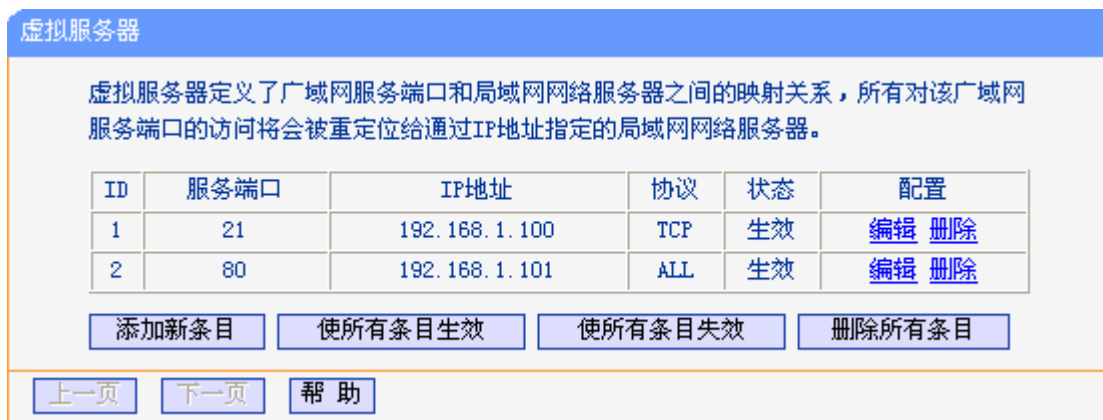 虚拟服务器
虚拟服务器定义了广域网服务端口和局域网网络服务器之间的映射关系，所有对该广域网
服务端口的访问将会被重定位给通过IP地址指定的局域网网络服务器。
ID 服务端口 IP地址 协议 状态 配置
1 21 192.168.1.100 TCP 生效 编辑 删除
2 80 192.168.1.101 ALL 生效 编辑 删除
添加新条目 使所有条目生效 使所有条目失效 删除所有条目
上一页 下一页 帮 助